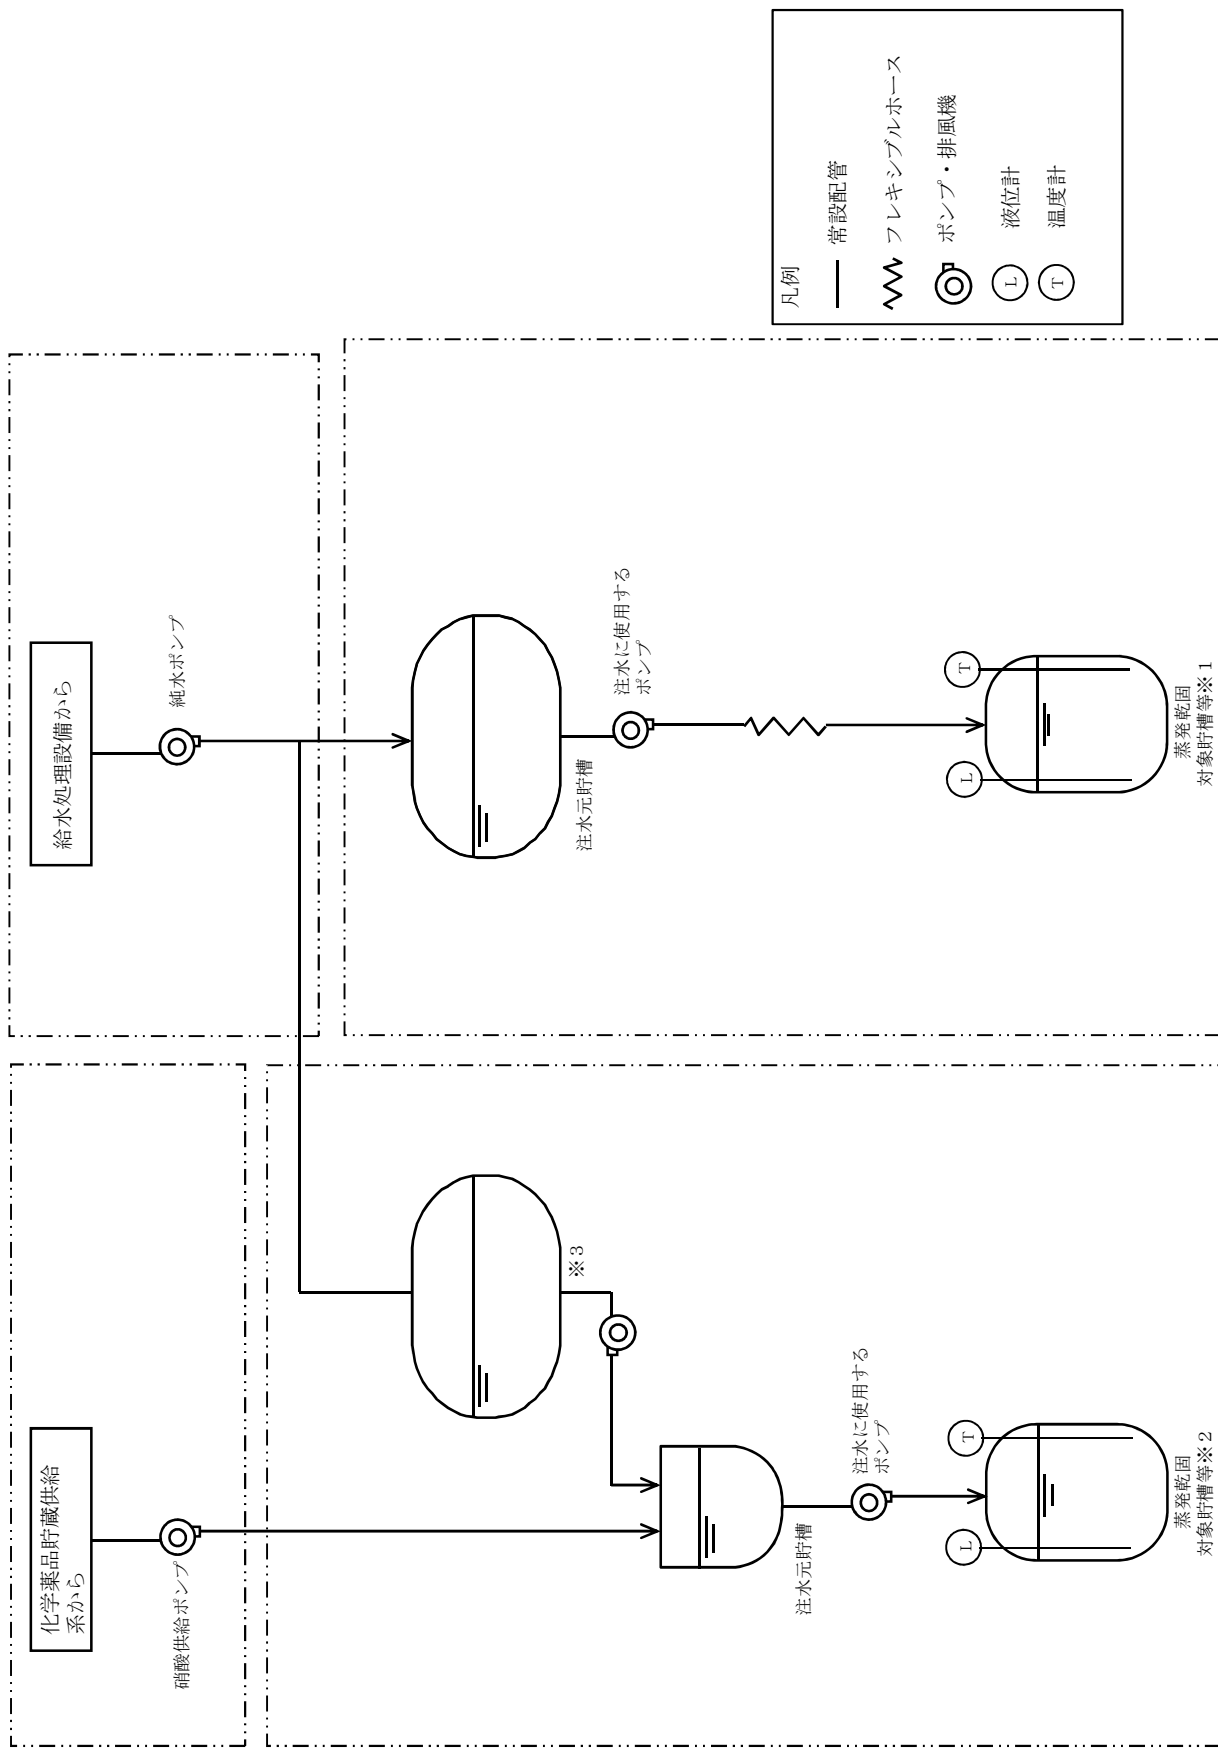 化学薬品貯蔵供給
系から
硝酸供給ポンプ
※3
注水元貯槽
注水に使用する
ポンプ
L
T
蒸発乾固
対象貯槽等※2
給水処理設備から
純水ポンプ
注水元貯槽
注水に使用する
ポンプ
L
T
蒸発乾固
対象貯槽等※1
凡例
常設配管
フレキシブルホース
ポンプ・排風機
L 液位計
T 温度計